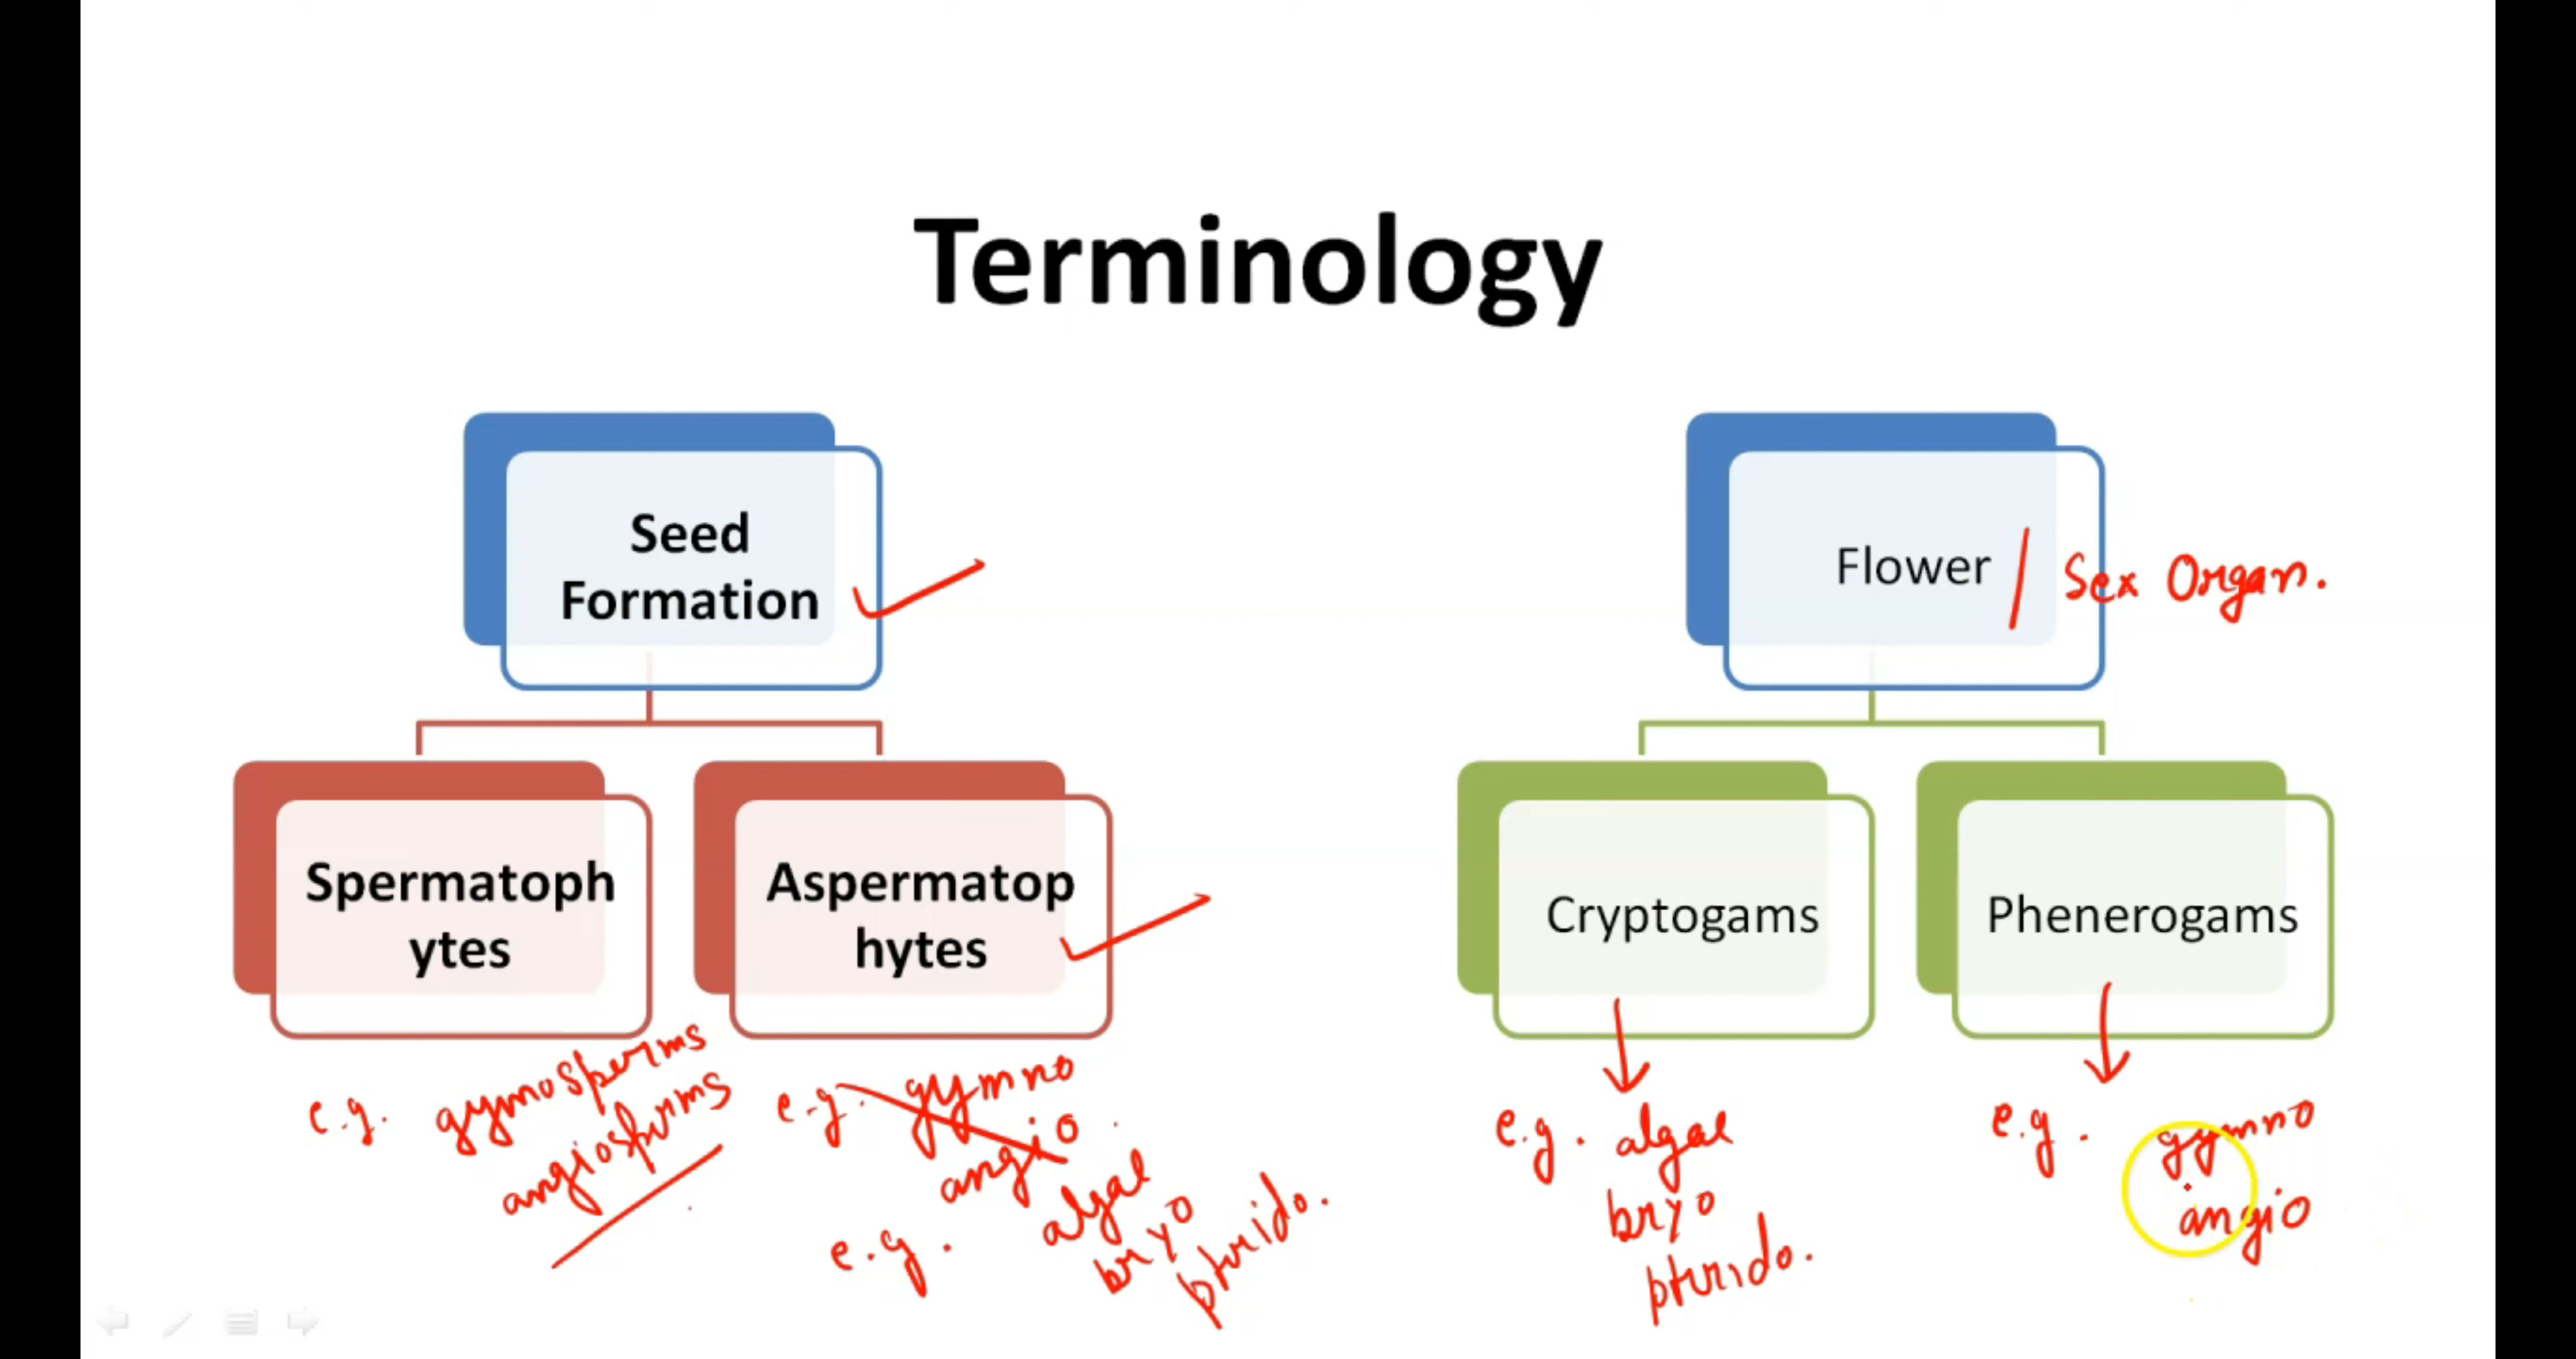 Terminology
Seed
Formation
Flower / Sex Organ.
Spermatoph
ytes
Aspermatop
hytes
Cryptogams
Phenerogams
e.g. gymnosperms
angiosperms
e.g. gymno
angio
e.g. algae
bryo
pterido.
e.g. algae
bryo
pterido.
e.g. gymno
angio